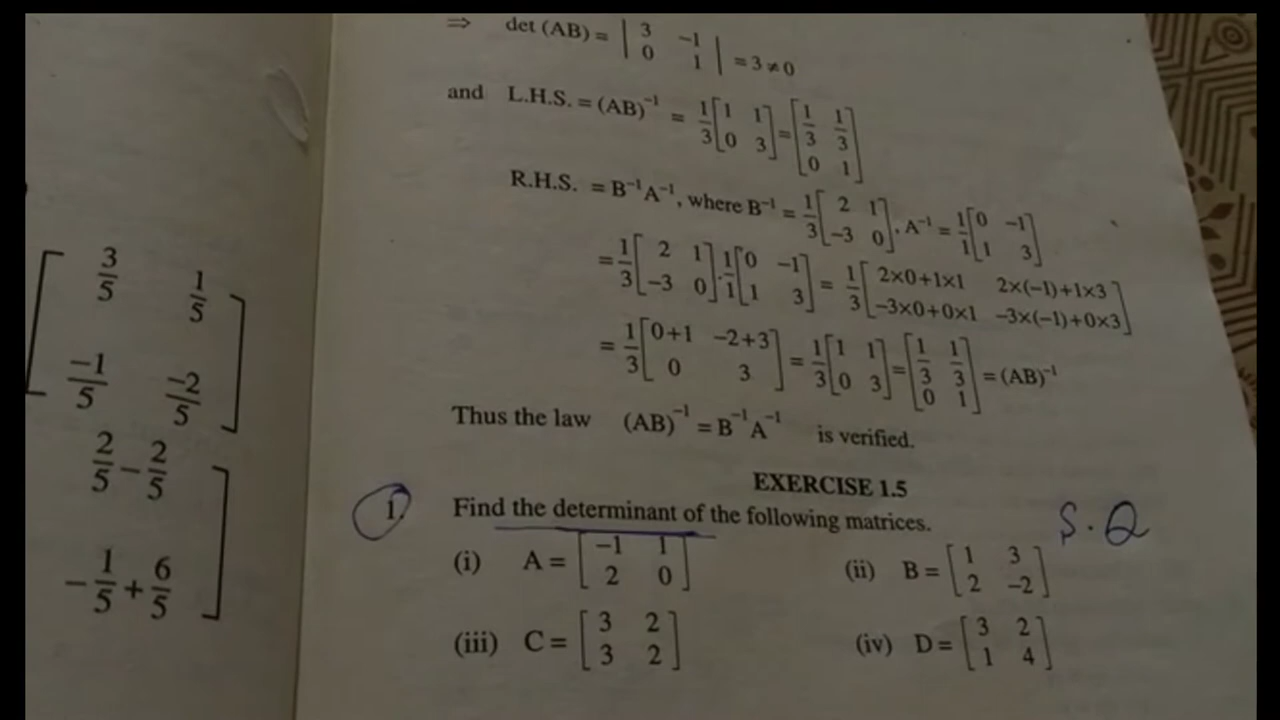 3/5 1/5
-1/5 -2/5
2/5 - 2/5
- 1/5 + 6/5
⇒ det (AB) = | 3 -1 |
| 0 1 | = 3 ≠ 0
and L.H.S. = (AB)⁻¹ = 1/3 [1 1; 0 3] = [1/3 1/3; 0 1]
R.H.S. = B⁻¹A⁻¹, where B⁻¹ = 1/3 [2 1; -3 0], A⁻¹ = 1/1 [0 -1; 1 3]
= 1/3 [2 1; -3 0] . 1/1 [0 -1; 1 3] = 1/3 [2×0+1×1 2×(-1)+1×3; -3×0+0×1 -3×(-1)+0×3]
= 1/3 [0+1 -2+3; 0 3] = 1/3 [1 1; 0 3] = [1/3 1/3; 0 1] = (AB)⁻¹
Thus the law (AB)⁻¹ = B⁻¹A⁻¹ is verified.
EXERCISE 1.5
1. Find the determinant of the following matrices. S.Q
(i) A = [-1 1; 2 0] (ii) B = [1 3; 2 -2]
(iii) C = [3 2; 3 2] (iv) D = [3 2; 1 4]